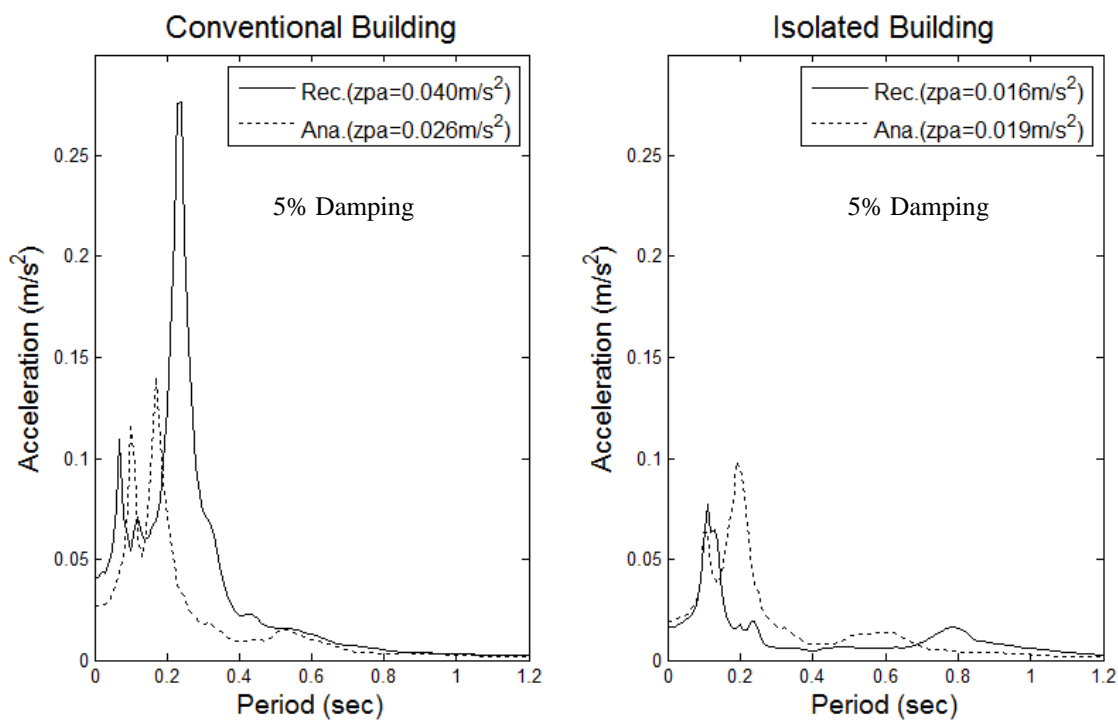 Conventional Building
Rec.(zpa=0.040m/s²)
Ana.(zpa=0.026m/s²)
5% Damping
0.25
0.2
0.15
0.1
0.05
0
Acceleration (m/s²)
0 0.2 0.4 0.6 0.8 1 1.2
Period (sec)
Isolated Building
Rec.(zpa=0.016m/s²)
Ana.(zpa=0.019m/s²)
5% Damping
0.25
0.2
0.15
0.1
0.05
0
Acceleration (m/s²)
0 0.2 0.4 0.6 0.8 1 1.2
Period (sec)